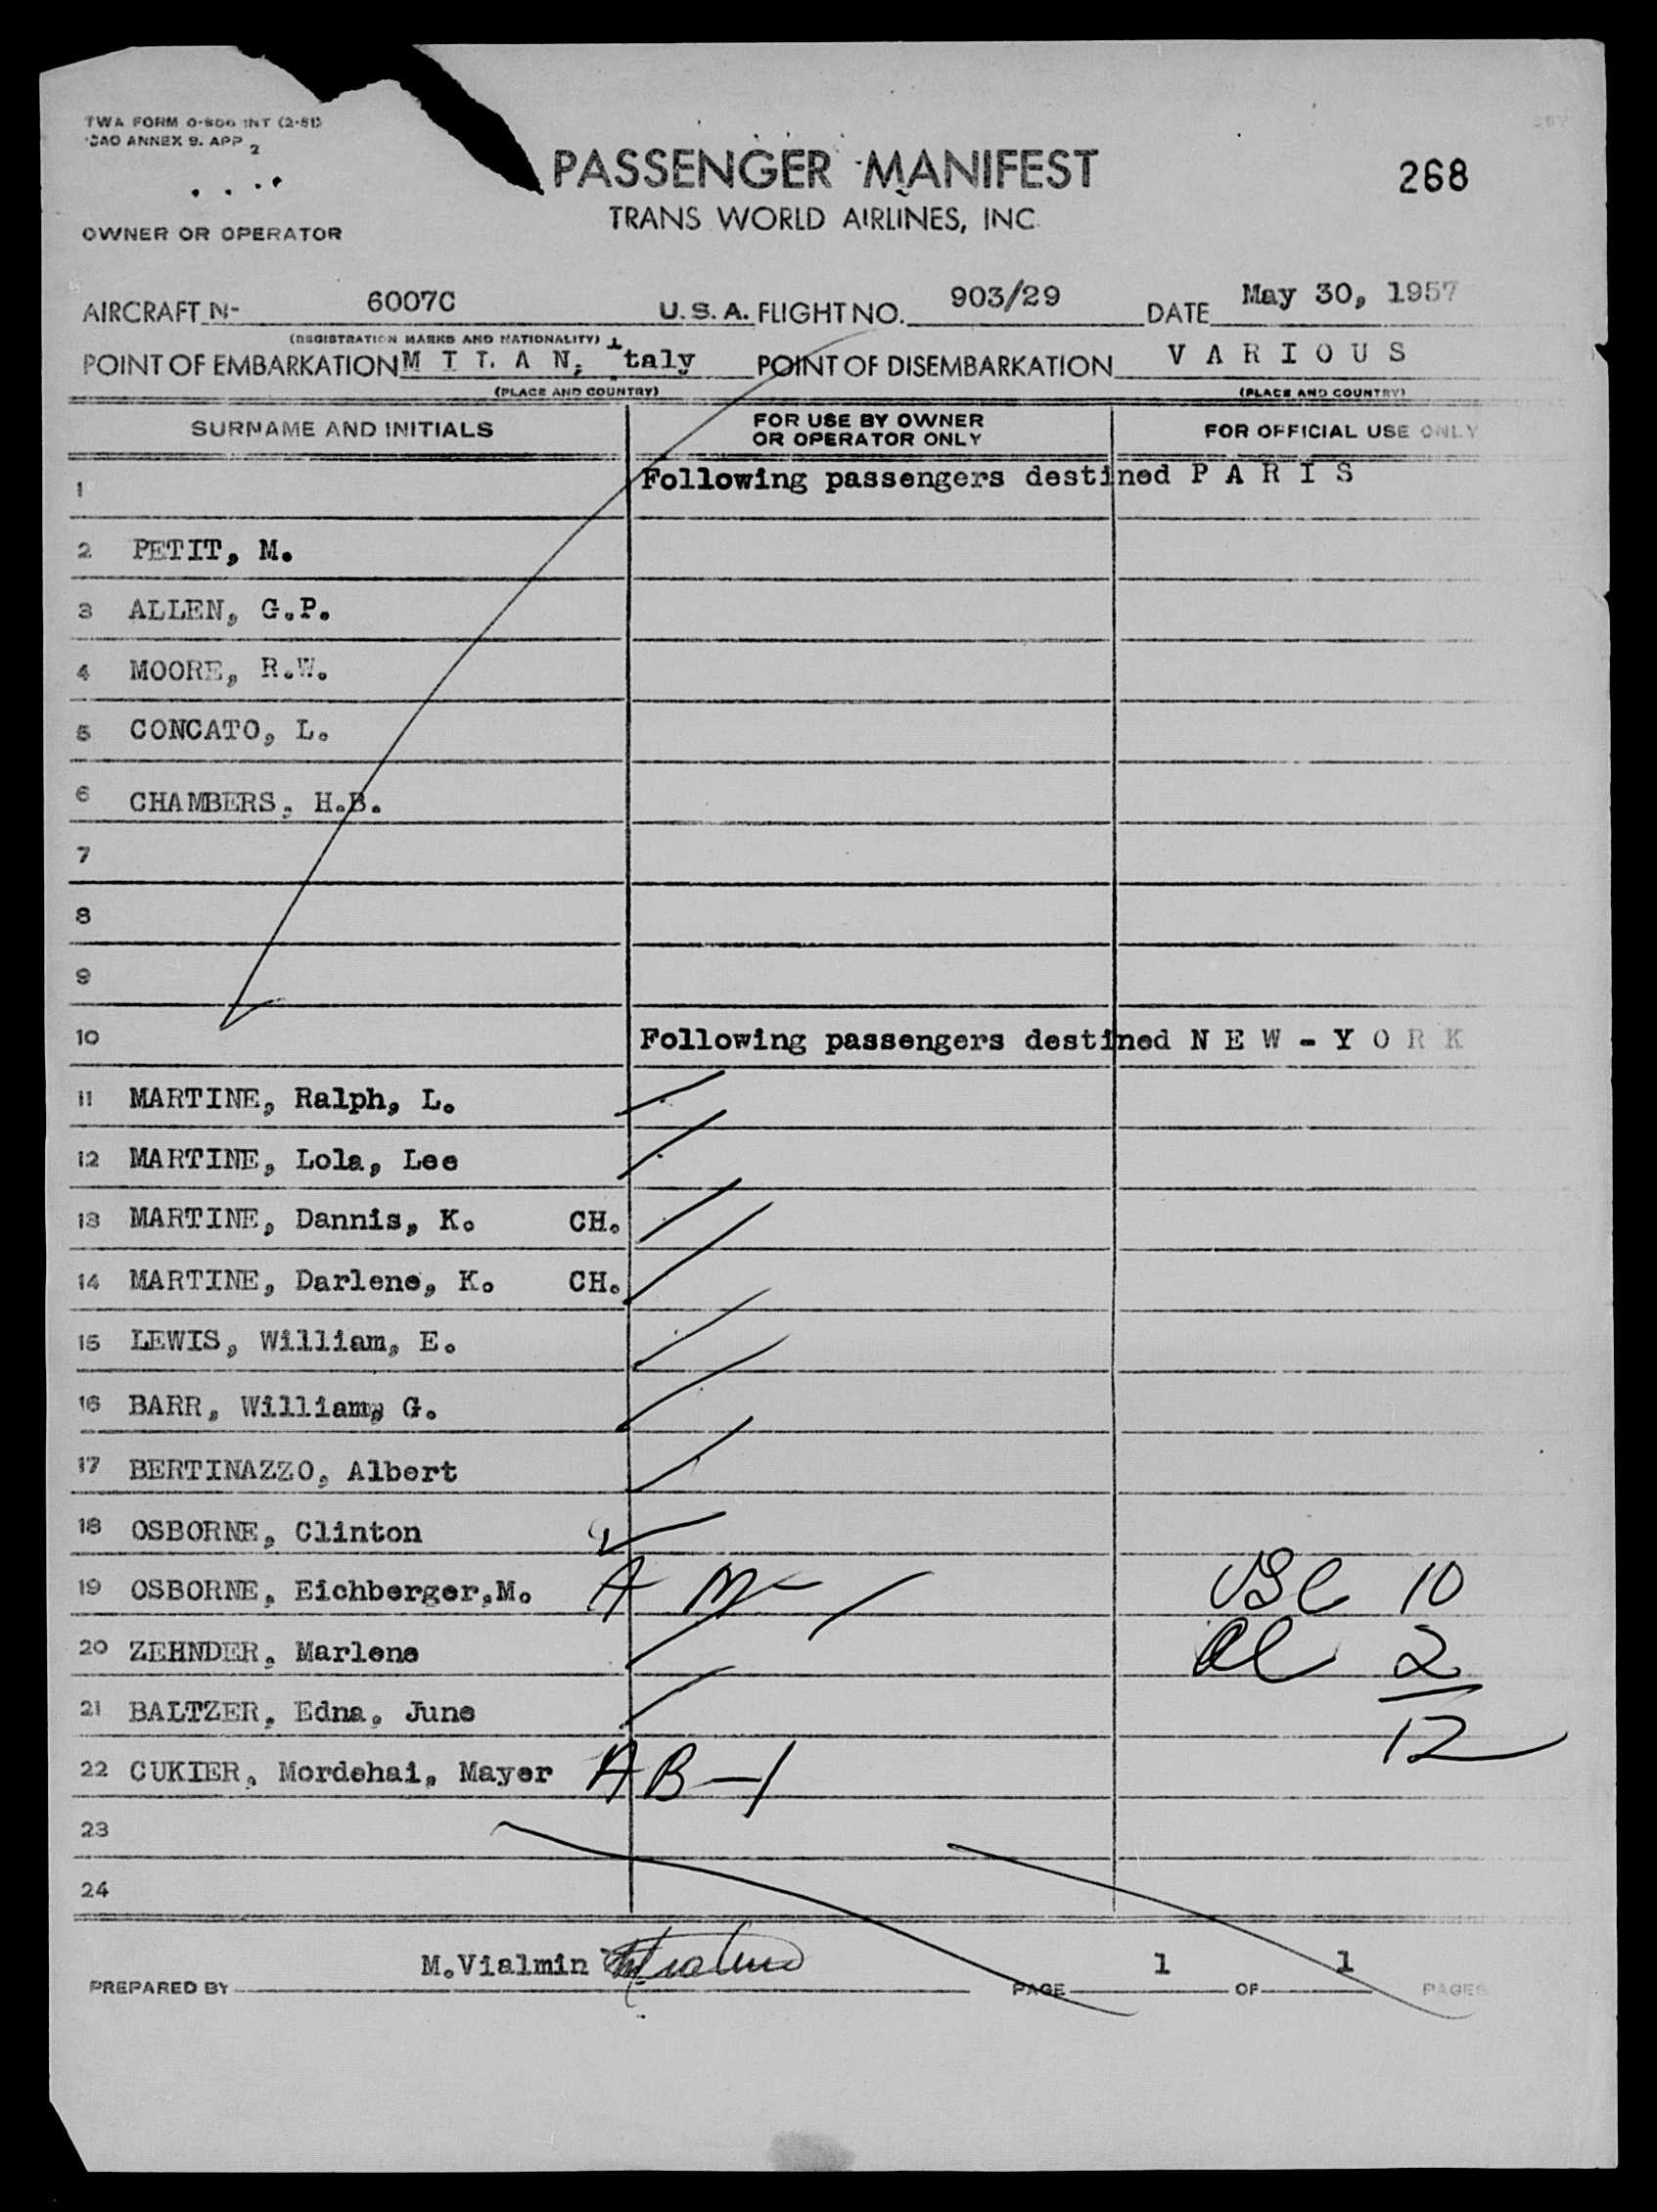 TWA FORM 0-800 INT (2-51)
ICAO ANNEX 9. APP 2
PASSENGER MANIFEST
268
TRANS WORLD AIRLINES, INC.
OWNER OR OPERATOR
AIRCRAFT N- 6007C U.S.A. FLIGHT NO. 903/29 DATE May 30, 1957
(REGISTRATION MARKS AND NATIONALITY)
POINT OF EMBARKATION M I L A N, Italy POINT OF DISEMBARKATION V A R I O U S
(PLACE AND COUNTRY) (PLACE AND COUNTRY)
SURNAME AND INITIALS FOR USE BY OWNER OR OPERATOR ONLY FOR OFFICIAL USE ONLY
1 Following passengers destined P A R I S
2 PETIT, M.
3 ALLEN, G.P.
4 MOORE, R.W.
5 CONCATO, L.
6 CHAMBERS, H.B.
7
8
9
10 Following passengers destined N E W - Y O R K
11 MARTINE, Ralph, L.
12 MARTINE, Lola, Lee
13 MARTINE, Dannis, K. CH.
14 MARTINE, Darlene, K. CH.
15 LEWIS, William, E.
16 BARR, William, G.
17 BERTINAZZO, Albert
18 OSBORNE, Clinton
19 OSBORNE, Eichberger,M. A M- USC 10
20 ZEHNDER, Marlene al 2
21 BALTZER, Edna, June 12
22 CUKIER, Mordehai, Mayer A B-1
23
24
PREPARED BY M.Vialmin PAGE 1 OF 1 PAGES